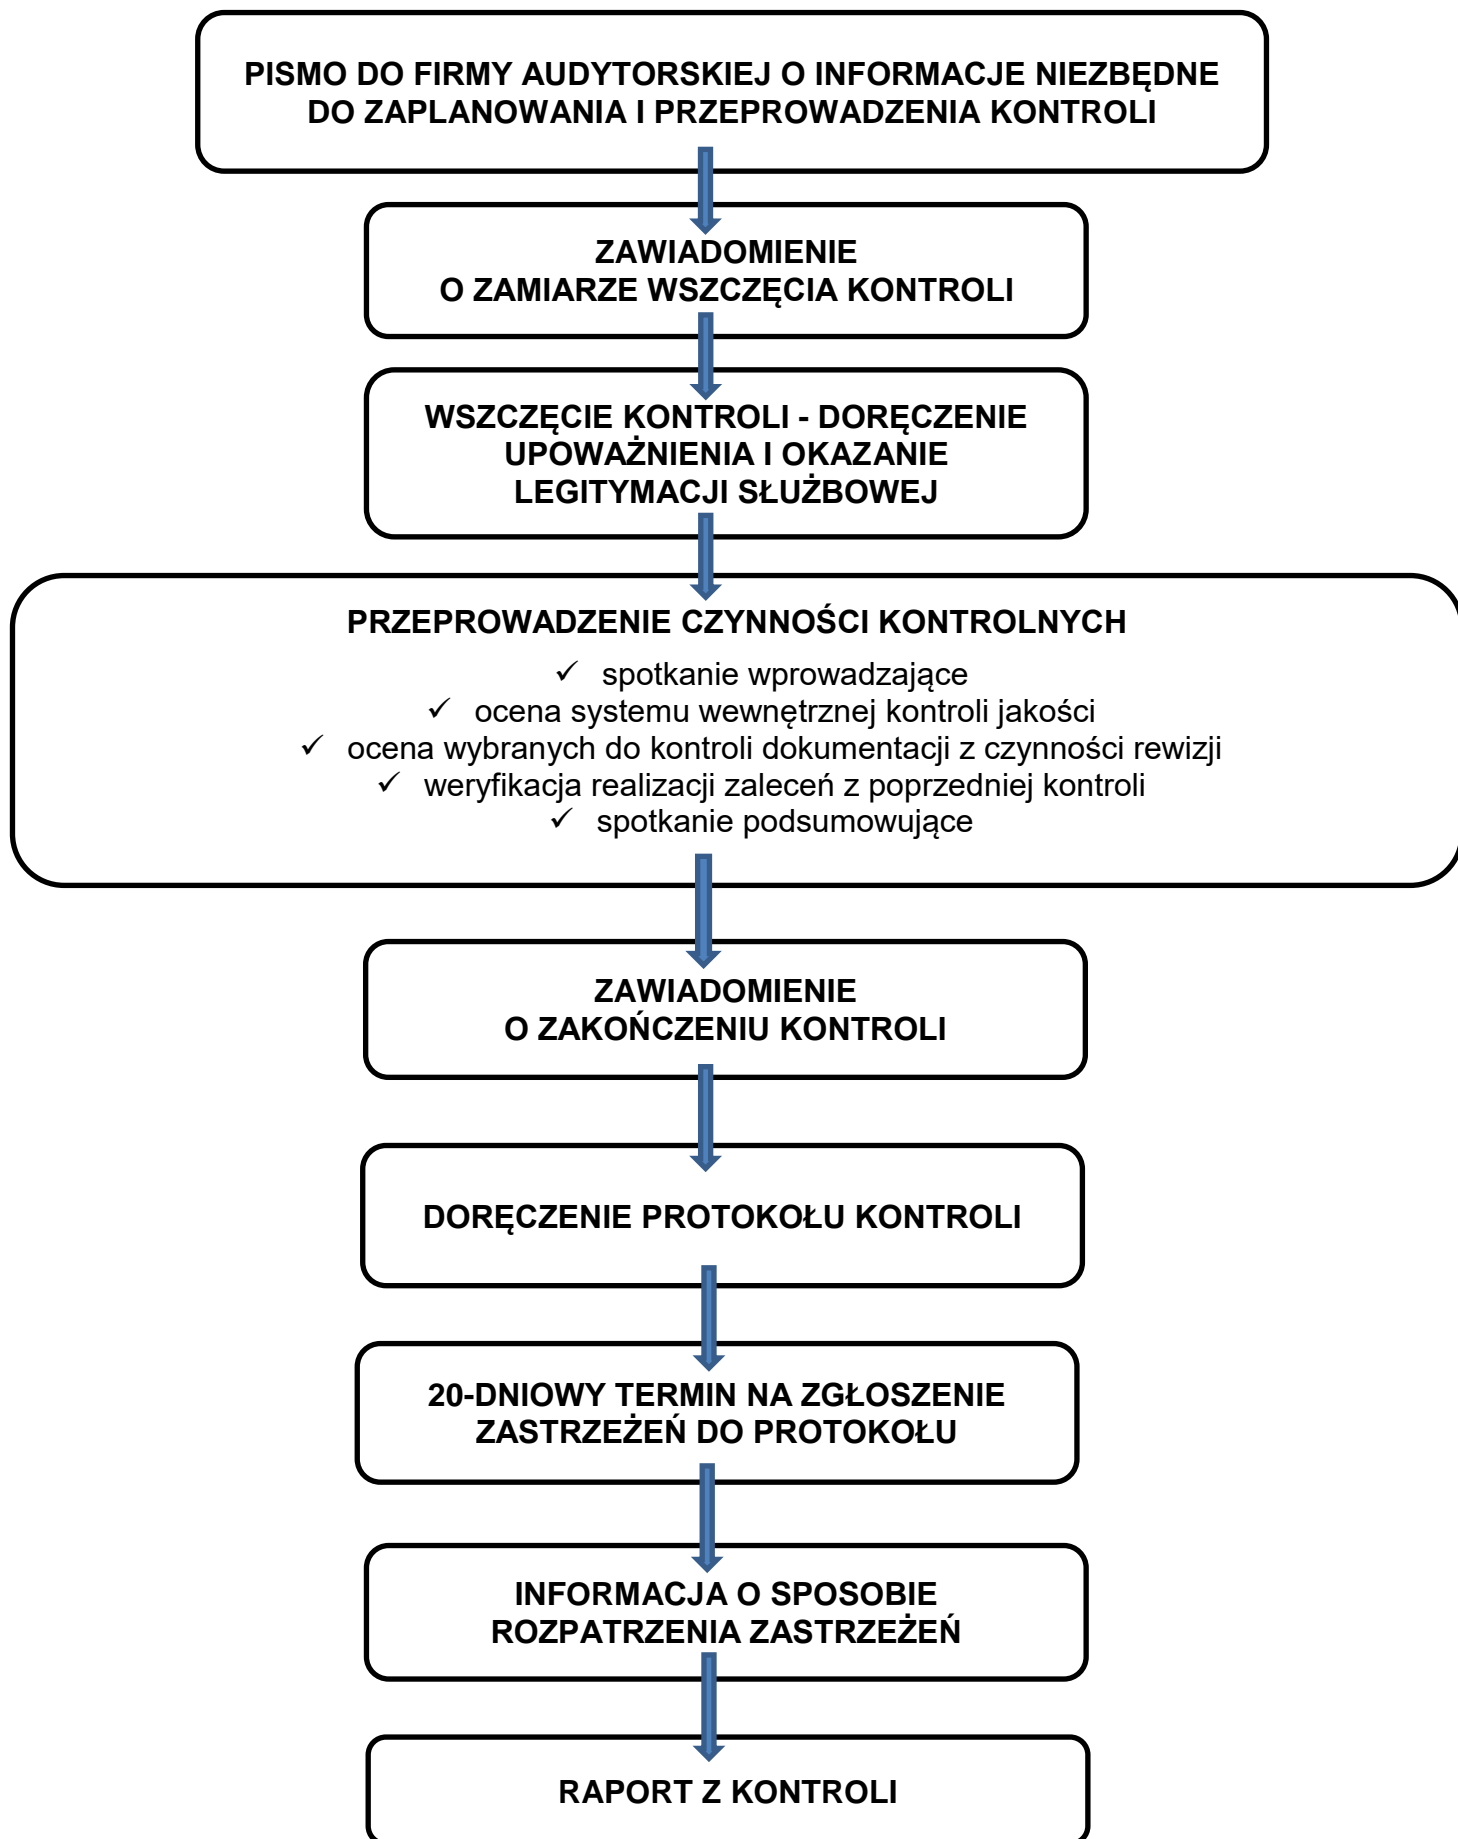 PISMO DO FIRMY AUDYTORSKIEJ O INFORMACJE NIEZBĘDNE
DO ZAPLANOWANIA I PRZEPROWADZENIA KONTROLI
ZAWIADOMIENIE
O ZAMIARZE WSZCZĘCIA KONTROLI
WSZCZĘCIE KONTROLI - DORĘCZENIE
UPOWAŻNIENIA I OKAZANIE
LEGITYMACJI SŁUŻBOWEJ
PRZEPROWADZENIE CZYNNOŚCI KONTROLNYCH
✓ spotkanie wprowadzające
✓ ocena systemu wewnętrznej kontroli jakości
✓ ocena wybranych do kontroli dokumentacji z czynności rewizji
✓ weryfikacja realizacji zaleceń z poprzedniej kontroli
✓ spotkanie podsumowujące
ZAWIADOMIENIE
O ZAKOŃCZENIU KONTROLI
DORĘCZENIE PROTOKOŁU KONTROLI
20-DNIOWY TERMIN NA ZGŁOSZENIE
ZASTRZEŻEŃ DO PROTOKOŁU
INFORMACJA O SPOSOBIE
ROZPATRZENIA ZASTRZEŻEŃ
RAPORT Z KONTROLI